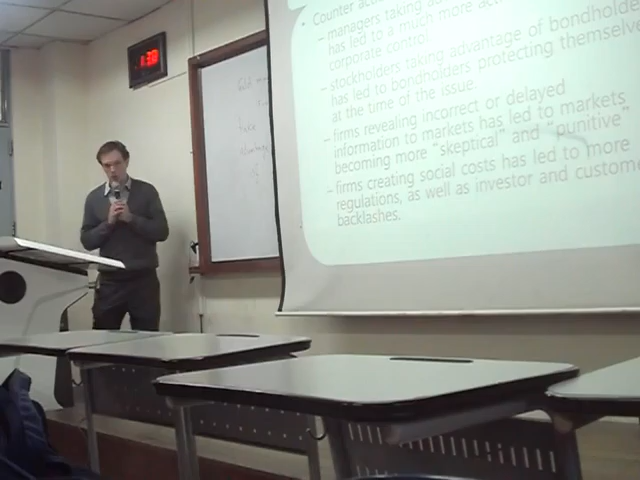 1:30
• Counter
– managers taking
has led to a much more
corporate control.
– stockholders taking advantage of bondholde
has led to bondholders protecting themselve
at the time of the issue.
– firms revealing incorrect or delayed
information to markets has led to markets
becoming more "skeptical" and "punitive"
– firms creating social costs has led to more
regulations, as well as investor and custome
backlashes.